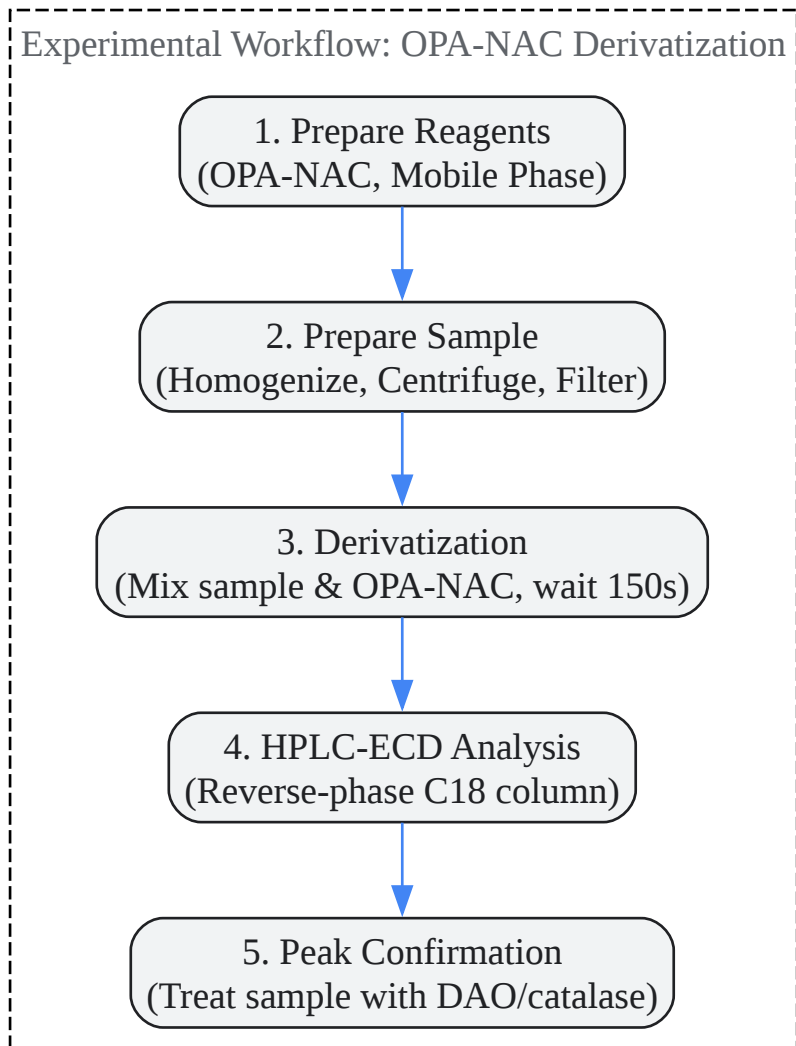 Experimental Workflow: OPA-NAC Derivatization
1. Prepare Reagents
(OPA-NAC, Mobile Phase)
2. Prepare Sample
(Homogenize, Centrifuge, Filter)
3. Derivatization
(Mix sample & OPA-NAC, wait 150s)
4. HPLC-ECD Analysis
(Reverse-phase C18 column)
5. Peak Confirmation
(Treat sample with DAO/catalase)